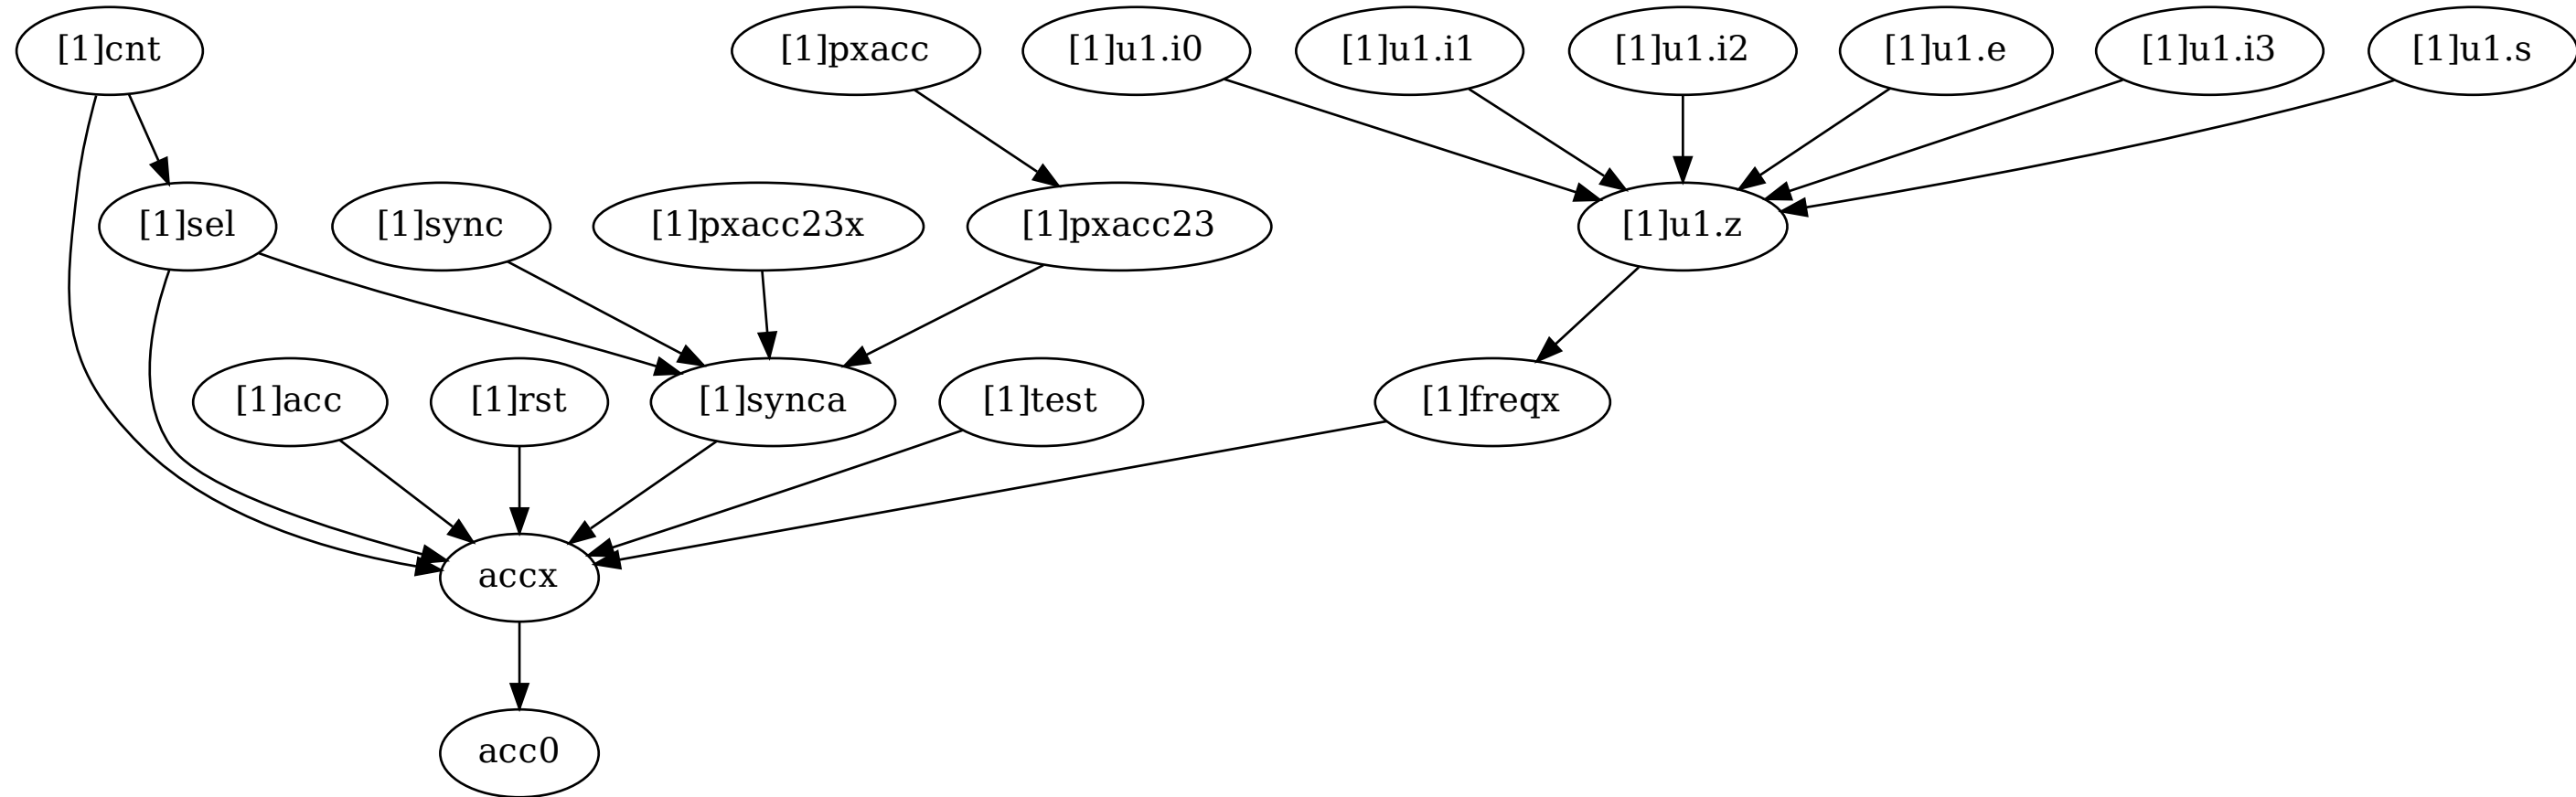 [1]cnt
[1]pxacc
[1]u1.i0
[1]u1.i1
[1]u1.i2
[1]u1.e
[1]u1.i3
[1]u1.s
[1]sel
[1]sync
[1]pxacc23x
[1]pxacc23
[1]u1.z
[1]acc
[1]rst
[1]synca
[1]test
[1]freqx
accx
acc0